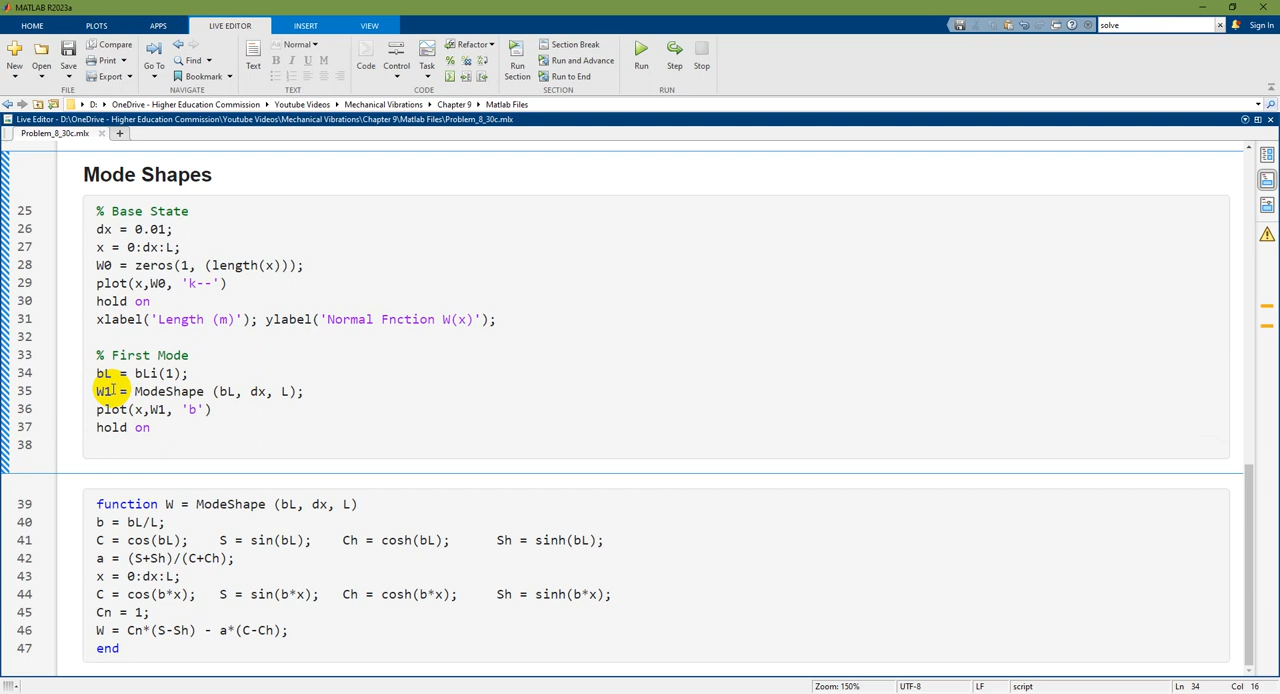 MATLAB R2023a
HOME PLOTS APPS LIVE EDITOR INSERT VIEW
solve
Sign In
New Open Save Compare Print Export
Go To Find Bookmark
Text Normal B I U M
Code Control Task Refactor
Run Section Section Break Run and Advance Run to End
Run Step Stop
FILE NAVIGATE TEXT CODE SECTION RUN
D: OneDrive - Higher Education Commission Youtube Videos Mechanical Vibrations Chapter 9 Matlab Files
Live Editor - D:\OneDrive - Higher Education Commission\Youtube Videos\Mechanical Vibrations\Chapter 9\Matlab Files\Problem_8_30c.mlx
Problem_8_30c.mlx
Mode Shapes
25 % Base State
26 dx = 0.01;
27 x = 0:dx:L;
28 W0 = zeros(1, (length(x)));
29 plot(x,W0, 'k--')
30 hold on
31 xlabel('Length (m)'); ylabel('Normal Fnction W(x)');
32
33 % First Mode
34 bL = bLi(1);
35 W1 = ModeShape (bL, dx, L);
36 plot(x,W1, 'b')
37 hold on
38
39 function W = ModeShape (bL, dx, L)
40 b = bL/L;
41 C = cos(bL); S = sin(bL); Ch = cosh(bL); Sh = sinh(bL);
42 a = (S+Sh)/(C+Ch);
43 x = 0:dx:L;
44 C = cos(b*x); S = sin(b*x); Ch = cosh(b*x); Sh = sinh(b*x);
45 Cn = 1;
46 W = Cn*(S-Sh) - a*(C-Ch);
47 end
Zoom: 150% UTF-8 LF script Ln 34 Col 16